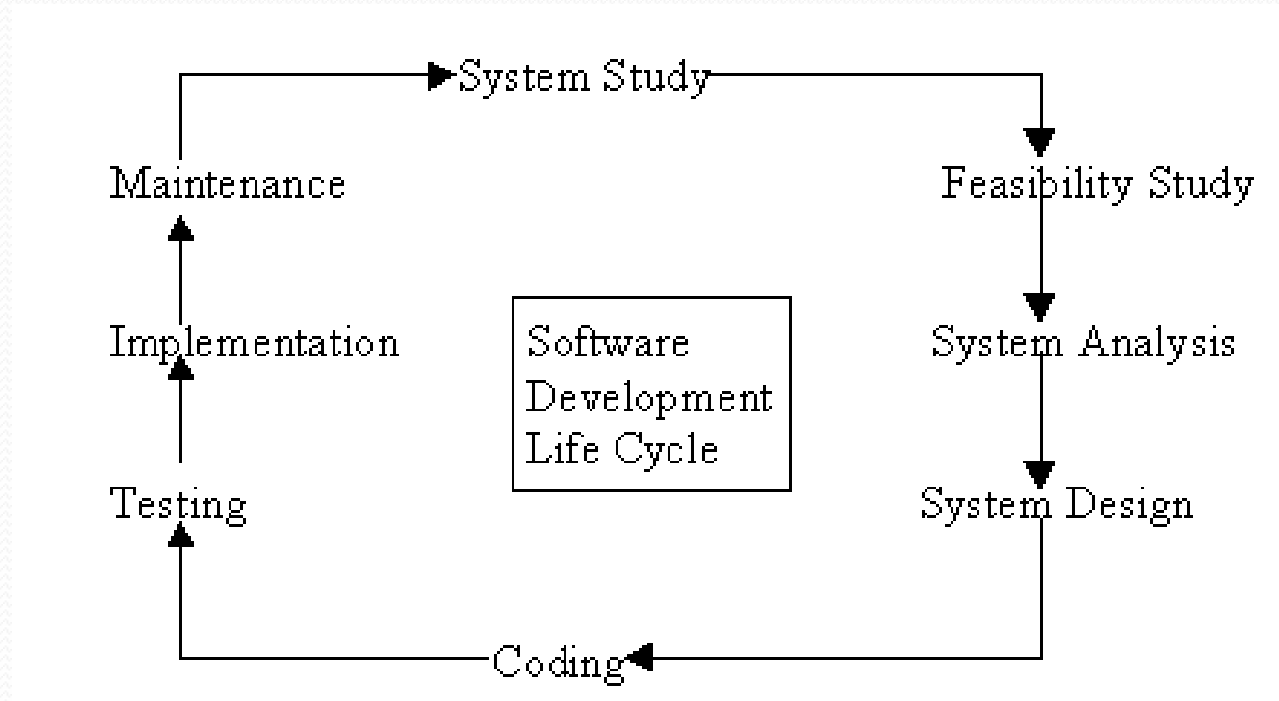 System Study
Maintenance
Feasibility Study
Implementation
Software
Development
Life Cycle
System Analysis
Testing
System Design
Coding